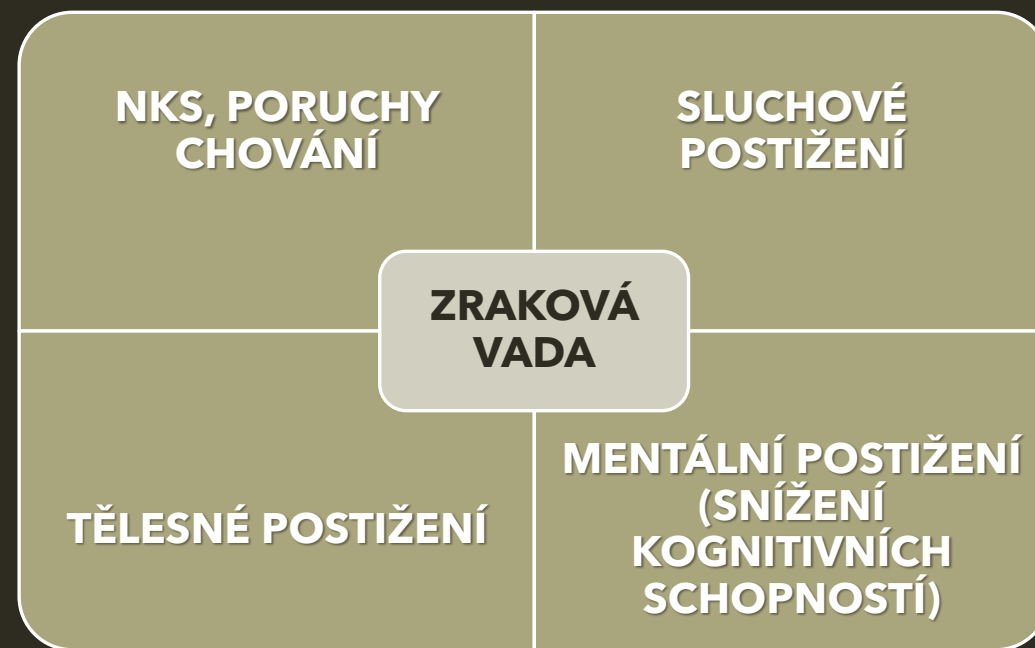 NKS, PORUCHY
CHOVÁNÍ
SLUCHOVÉ
POSTIŽENÍ
ZRAKOVÁ
VADA
TĚLESNÉ POSTIŽENÍ
MENTÁLNÍ POSTIŽENÍ
(SNÍŽENÍ
KOGNITIVNÍCH
SCHOPNOSTÍ)